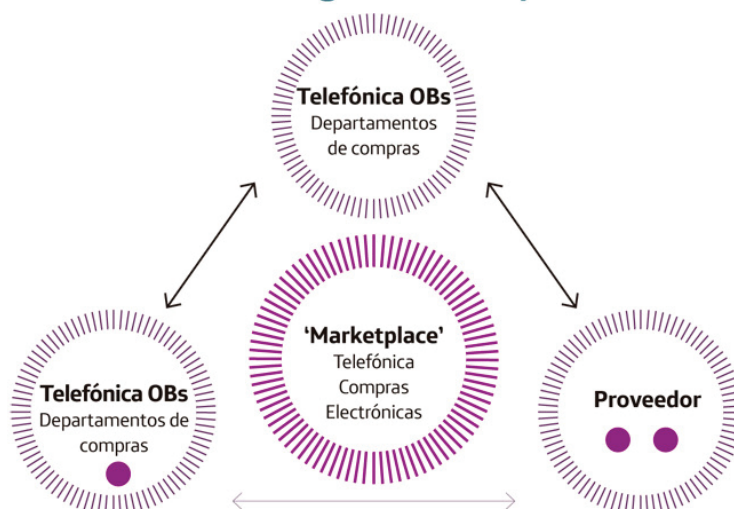 Telefónica OBs
Departamentos
de compras
'Marketplace'
Telefónica
Compras
Electrónicas
Telefónica OBs
Departamentos de
compras
Proveedor